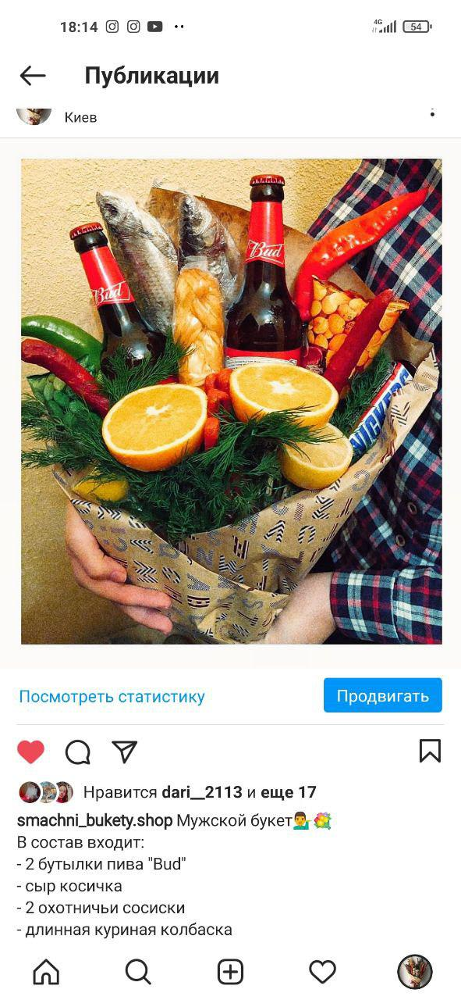 18:14
4G
54
Публикации
Киев
Bud
Bud
NICKERS
Посмотреть статистику
Продвигать
Нравится dari__2113 и еще 17
smachni_bukety.shop Мужской букет💁‍♂️💐
В состав входит:
- 2 бутылки пива "Bud"
- сыр косичка
- 2 охотничьи сосиски
- длинная куриная колбаска